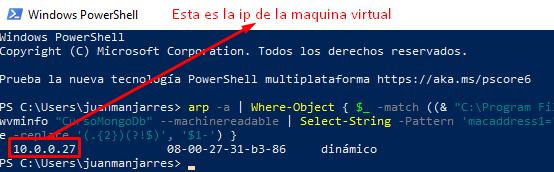 Windows PowerShell
Esta es la ip de la maquina virtual
Windows PowerShell
Copyright (C) Microsoft Corporation. Todos los derechos reservados.
Prueba la nueva tecnología PowerShell multiplataforma https://aka.ms/pscore6
PS C:\Users\juanmanjarres> arp -a | Where-Object { $_ -match ((& "C:\Program Fil
wvminfo "CursoMongoDb" --machinereadable | Select-String -Pattern 'macaddress1=
e -replace '(.{2})(?!$)', '$1-') }
10.0.0.27 08-00-27-31-b3-86 dinámico
PS C:\Users\juanmanjarres>